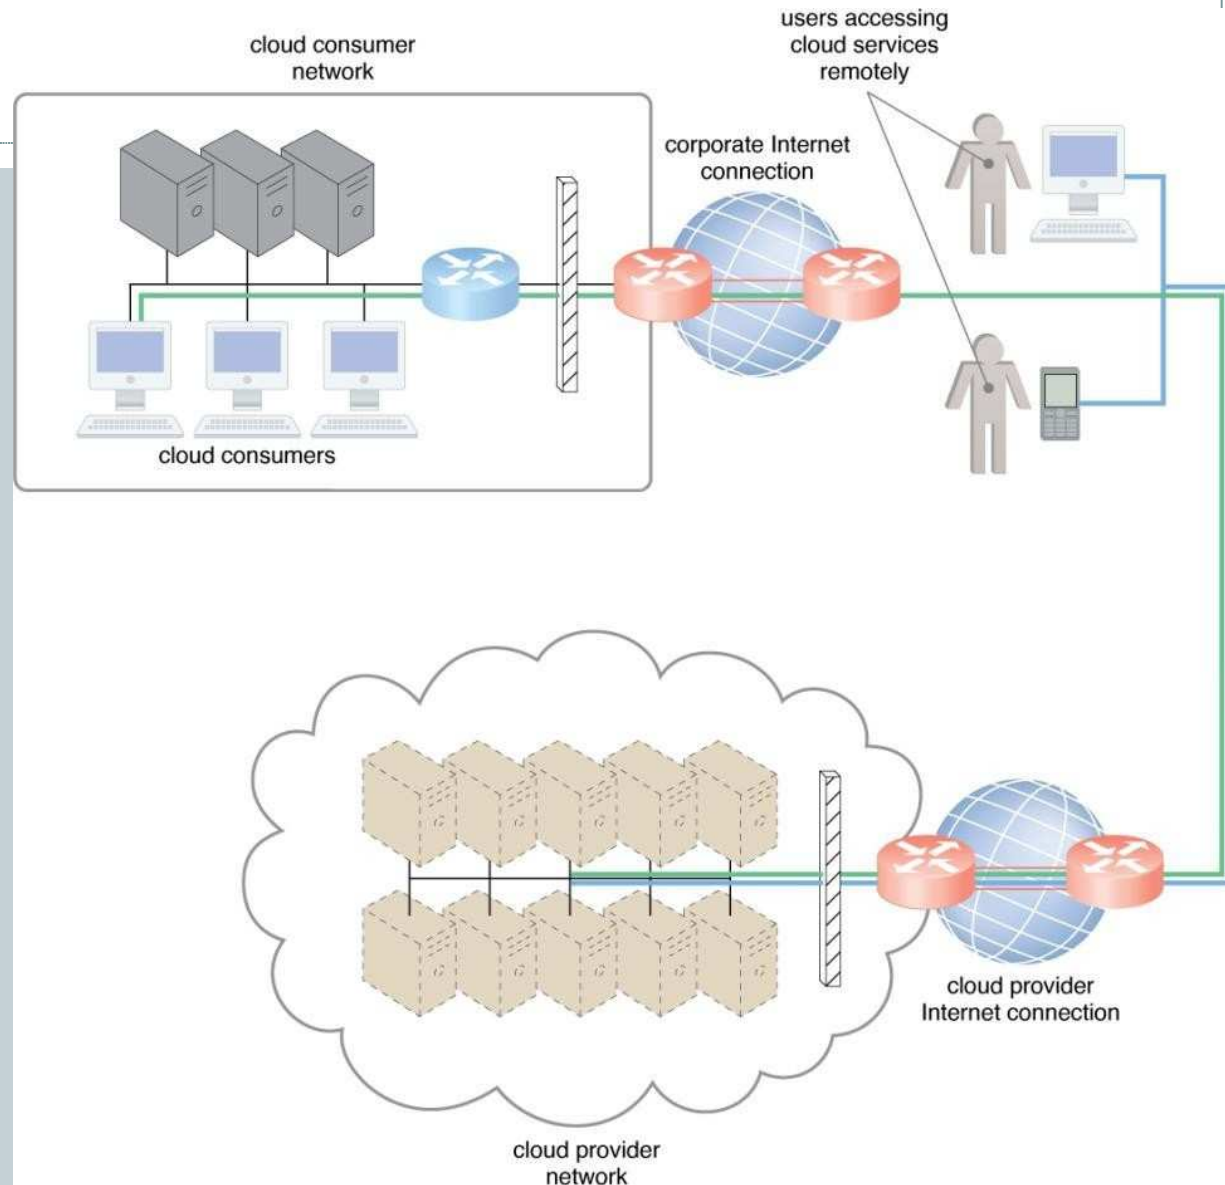 cloud consumer
network
users accessing
cloud services
remotely
corporate Internet
connection
cloud consumers
cloud provider
Internet connection
cloud provider
network